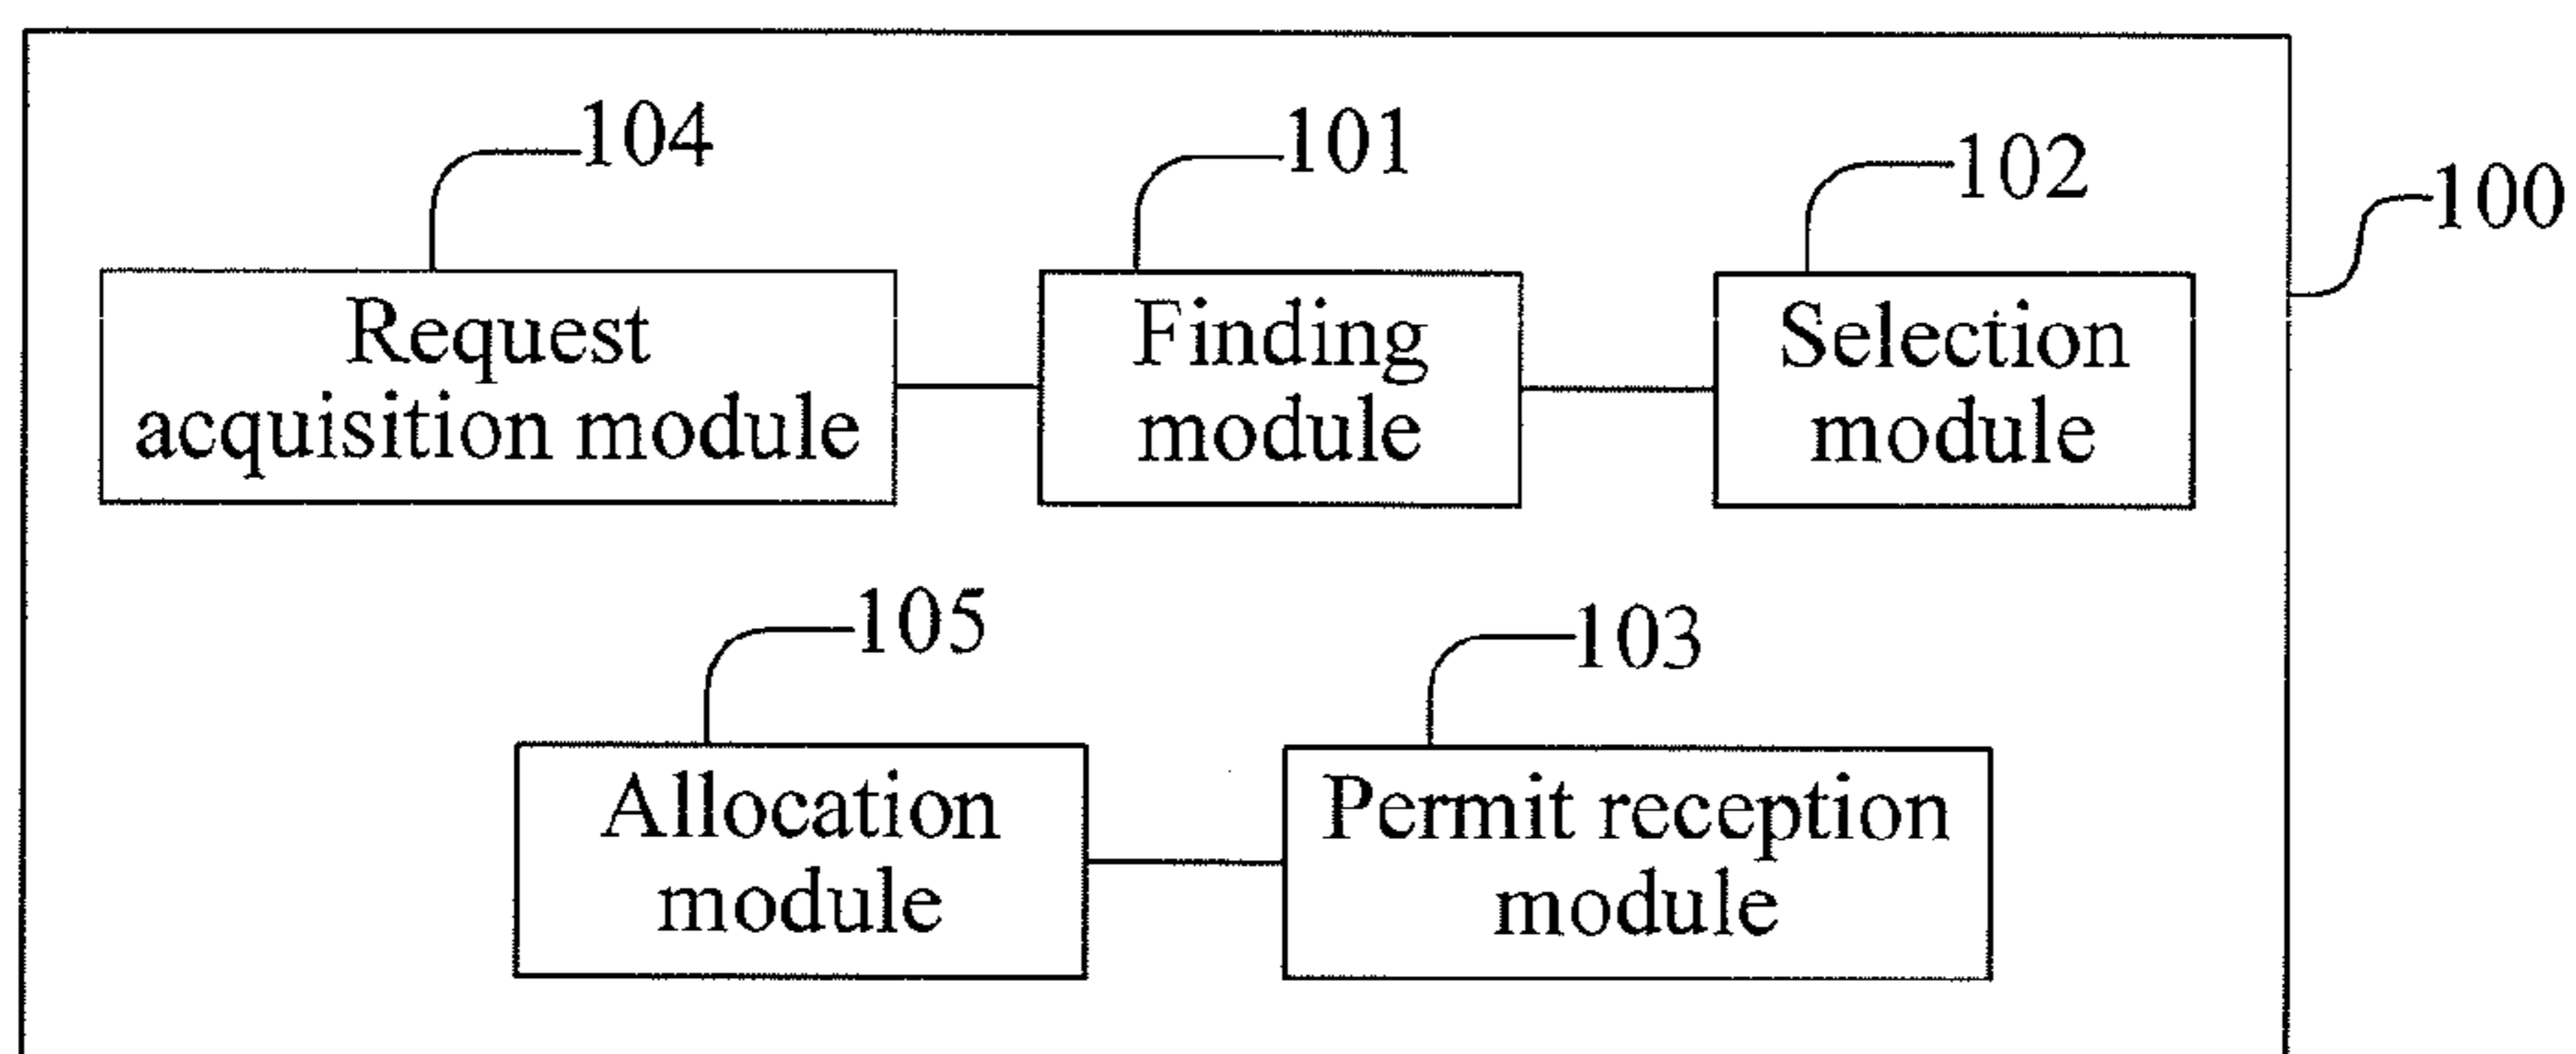 104
101
102
100
Request
acquisition module
Finding
module
Selection
module
105
103
Allocation
module
Permit reception
module